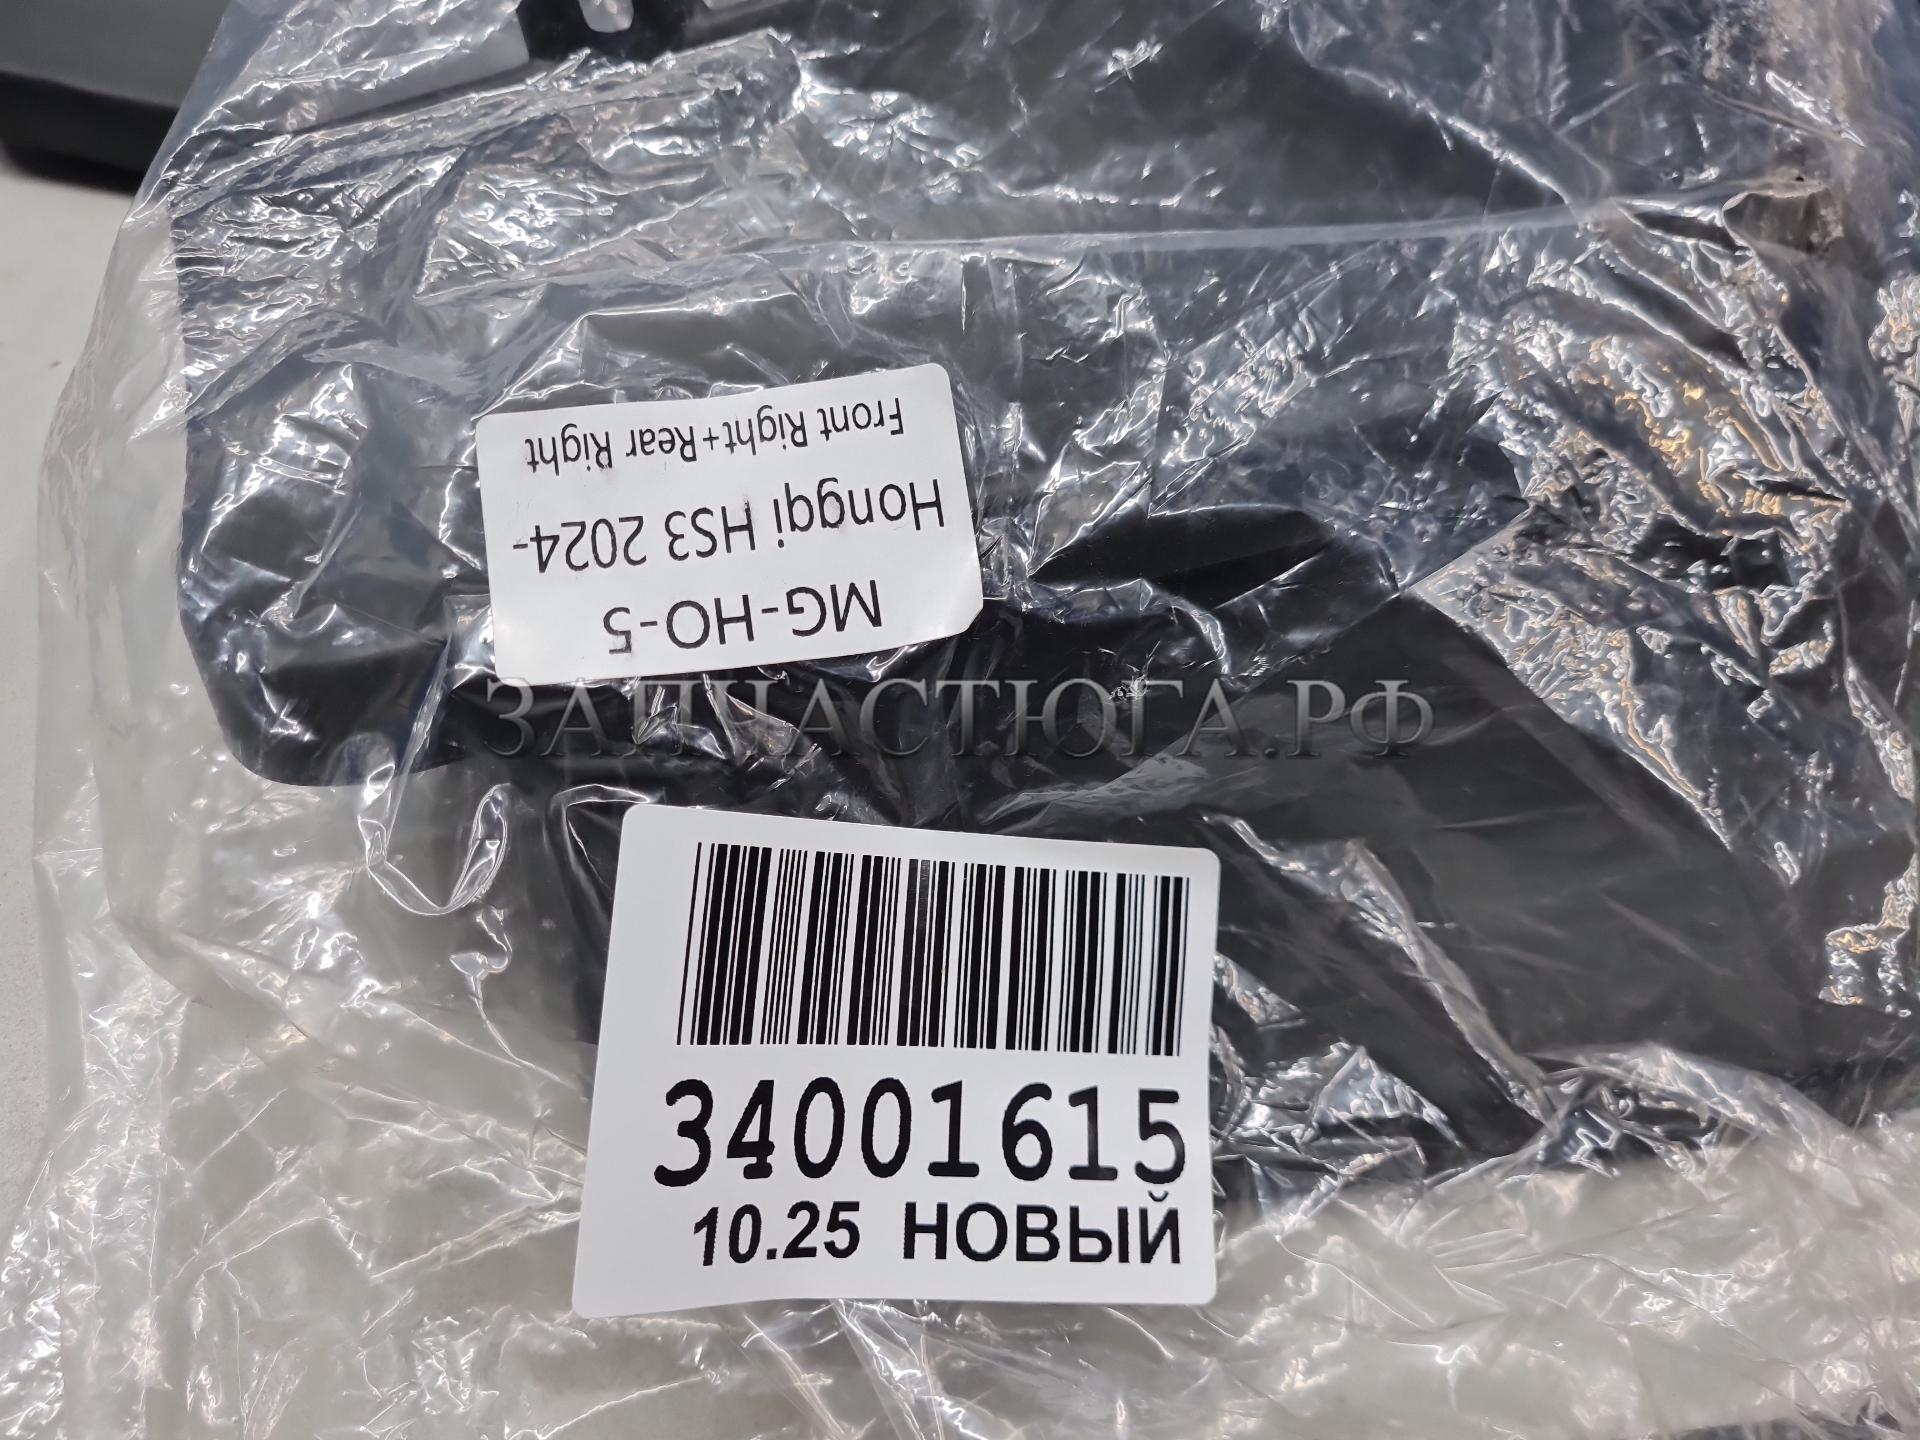 MG-HO-5
Hongqi HS3 2024-
Front Right+Rear Right
ЗАПЧАСТЮГА.РФ
34001615
10.25 НОВЫЙ